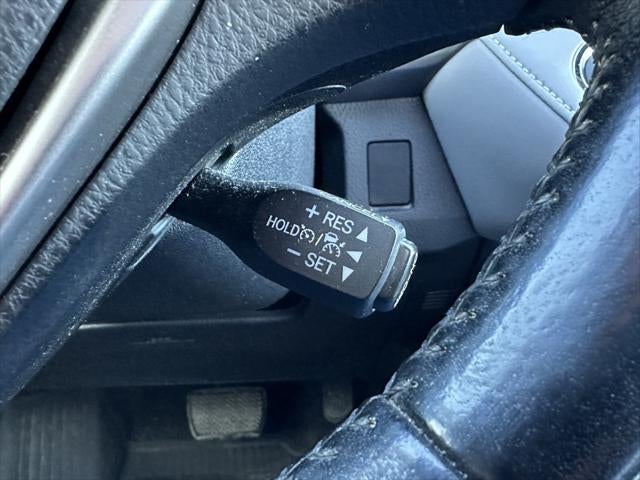 + RES
HOLD /
− SET